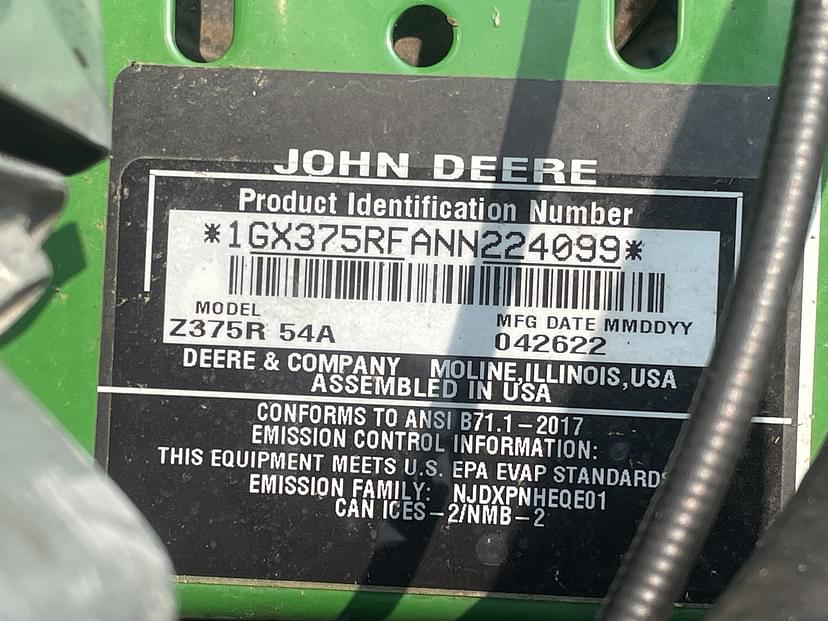 JOHN DEERE
Product Identification Number
*1GX375RFANN224099*
MODEL
Z375R 54A
MFG DATE MMDDYY
042622
DEERE & COMPANY MOLINE, ILLINOIS, USA
ASSEMBLED IN USA
CONFORMS TO ANSI B71.1-2017
EMISSION CONTROL INFORMATION:
THIS EQUIPMENT MEETS U.S. EPA EVAP STANDARDS
EMISSION FAMILY: NJDXPNHEQE01
CAN ICES-2/NMB-2